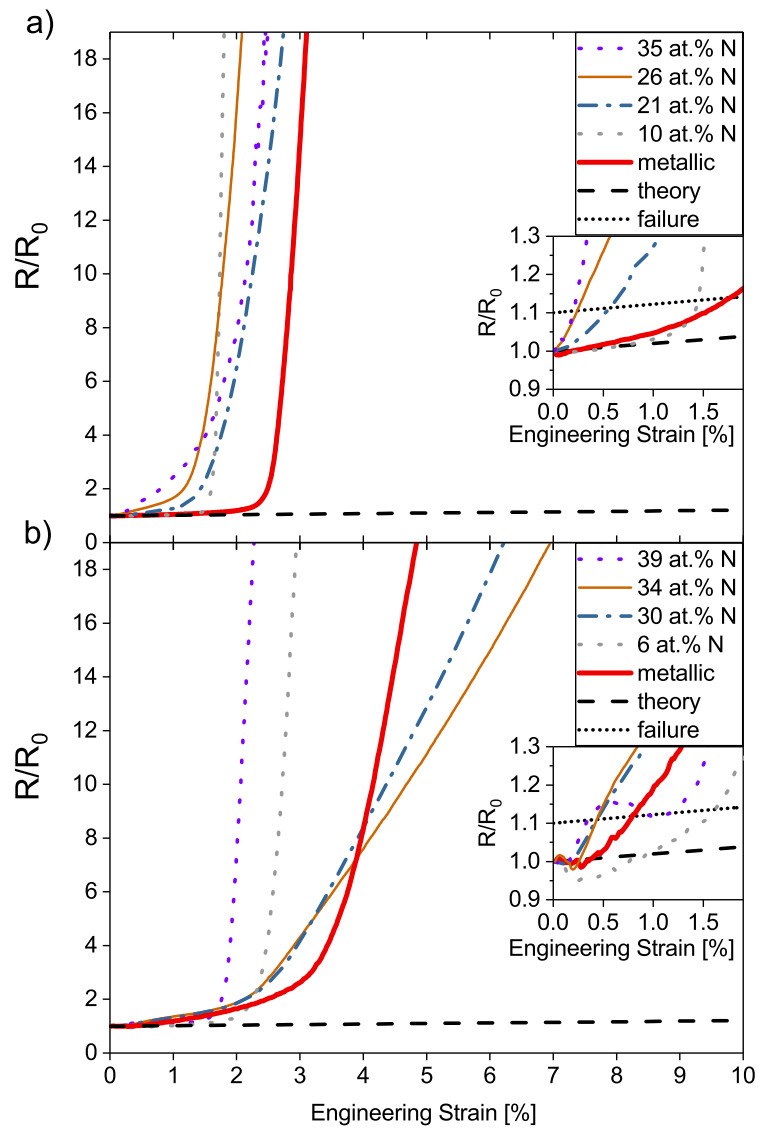 a)
18
16
14
12
10
8
6
4
2
0
R/R0
35 at.% N
26 at.% N
21 at.% N
10 at.% N
metallic
theory
failure
1.3
1.2
1.1
1.0
0.9
R/R0
0.0 0.5 1.0 1.5
Engineering Strain [%]
b)
18
16
14
12
10
8
6
4
2
0
R/R0
39 at.% N
34 at.% N
30 at.% N
6 at.% N
metallic
theory
failure
1.3
1.2
1.1
1.0
0.9
R/R0
0.0 0.5 1.0 1.5
Engineering Strain [%]
0 1 2 3 4 5 6 7 8 9 10
Engineering Strain [%]